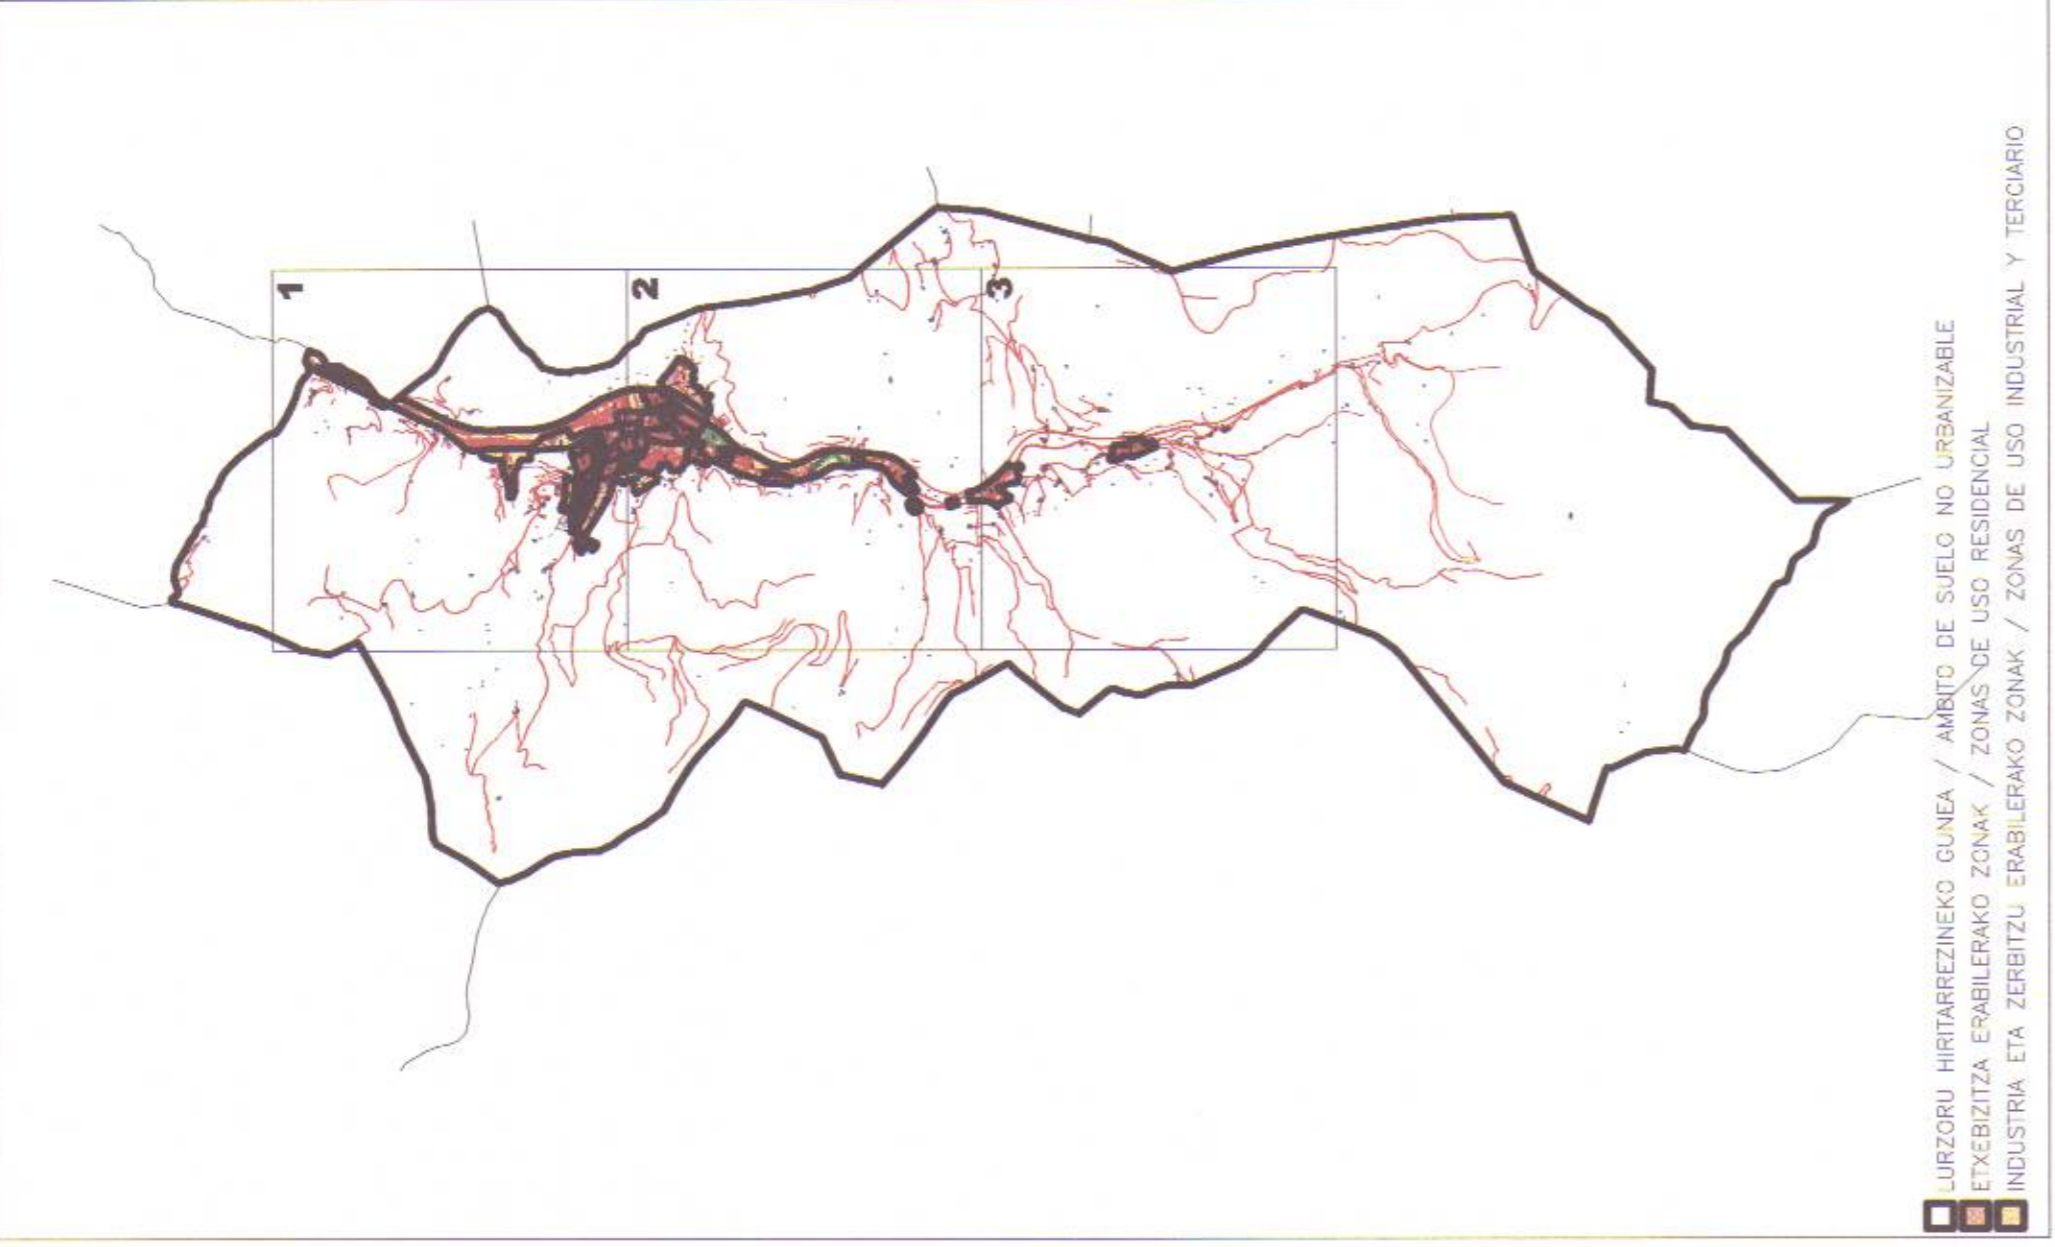 1
2
3
LURZORU HIRITARREZINEKO GUNEA / AMBITO DE SUELO NO URBANIZABLE
ETXEBIZITZA ERABILERAKO ZONAK / ZONAS DE USO RESIDENCIAL
INDUSTRIA ETA ZERBITZU ERABILERAKO ZONAK / ZONAS DE USO INDUSTRIAL Y TERCIARIO